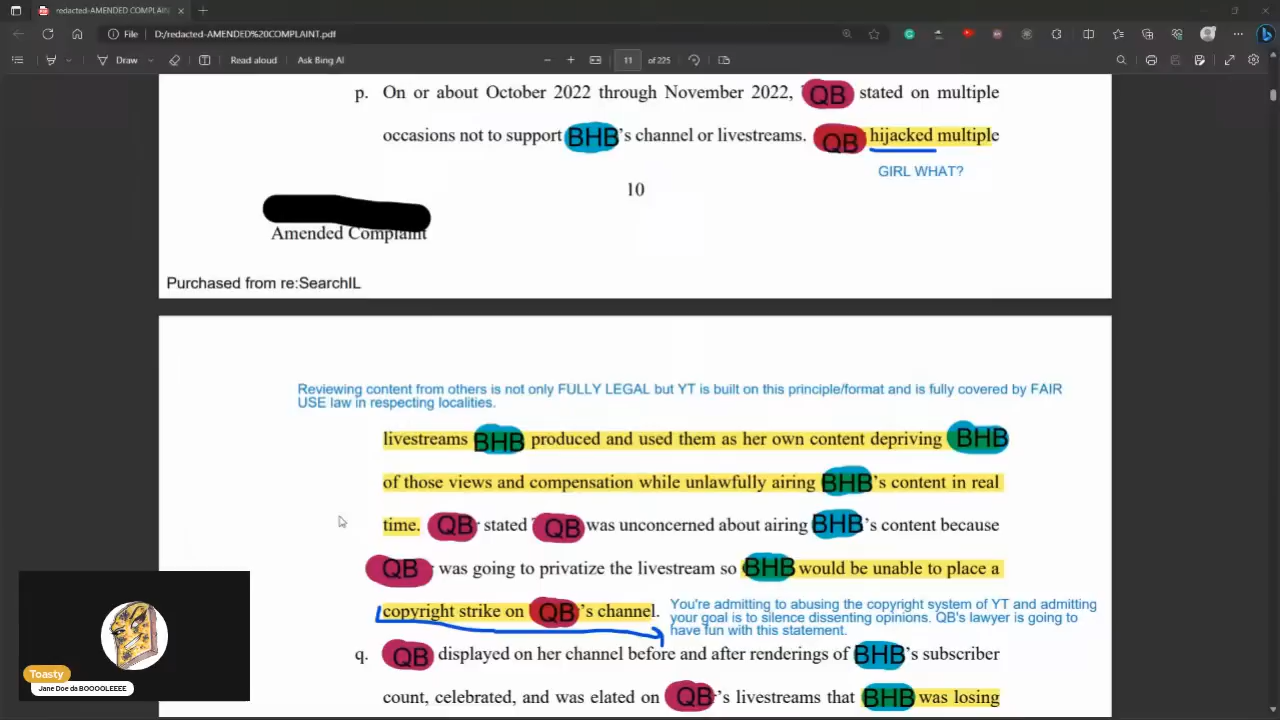 redacted-AMENDED COMPLAINT.pdf
File D:/redacted-AMENDED%20COMPLAINT.pdf
Draw Read aloud Ask Bing AI 11 of 225
p. On or about October 2022 through November 2022, QB stated on multiple
occasions not to support BHB's channel or livestreams. QB hijacked multiple
GIRL WHAT?
10
Amended Complaint
Purchased from re:SearchIL
Reviewing content from others is not only FULLY LEGAL but YT is built on this principle/format and is fully covered by FAIR
USE law in respecting localities.
livestreams BHB produced and used them as her own content depriving BHB
of those views and compensation while unlawfully airing BHB's content in real
time. QB stated QB was unconcerned about airing BHB's content because
QB was going to privatize the livestream so BHB would be unable to place a
copyright strike on QB's channel.
You're admitting to abusing the copyright system of YT and admitting
your goal is to silence dissenting opinions. QB's lawyer is going to
have fun with this statement.
q. QB displayed on her channel before and after renderings of BHB's subscriber
count, celebrated, and was elated on QB's livestreams that BHB was losing
Toasty
Jane Doe da BOOOOLEEEE